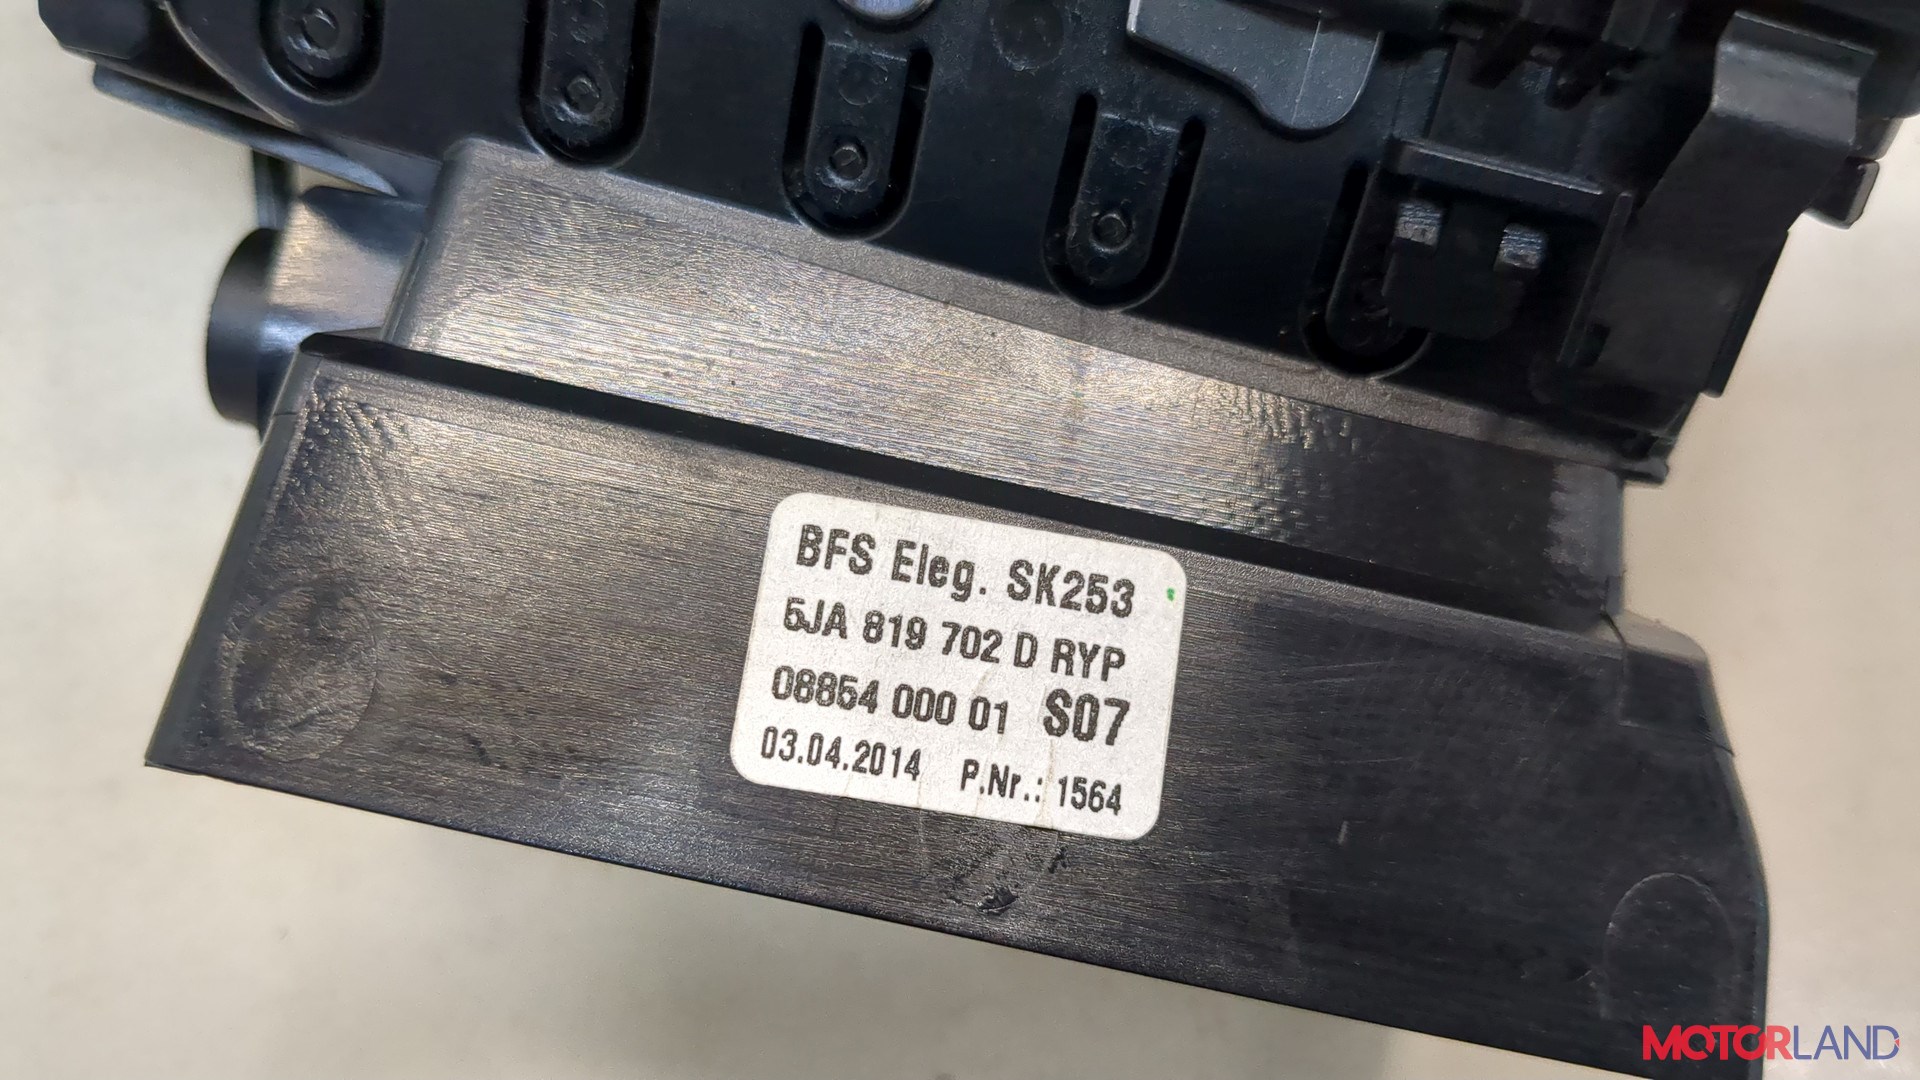 BFS Eleg. SK253
5JA 819 702 D RYP
08854 000 01 S07
03.04.2014 P.Nr.: 1564
MOTORLAND